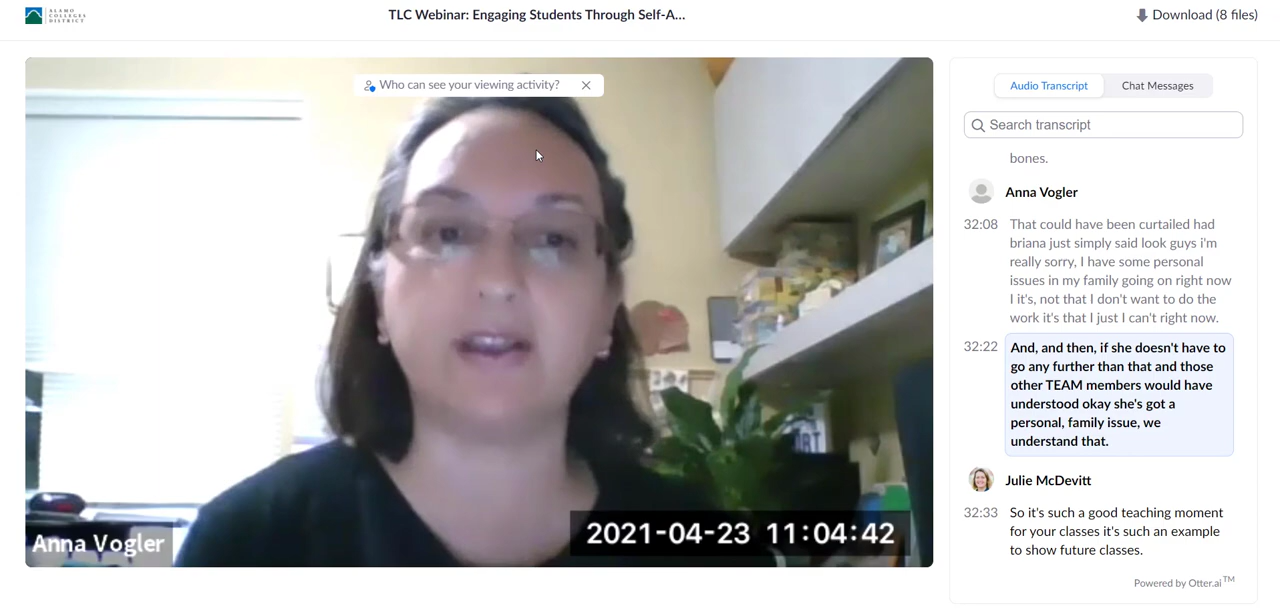 ALAMO
COLLEGES
DISTRICT
TLC Webinar: Engaging Students Through Self-A...
Download (8 files)
Who can see your viewing activity?
Anna Vogler
2021-04-23 11:04:42
Audio Transcript
Chat Messages
Search transcript
bones.
Anna Vogler
32:08
That could have been curtailed had
briana just simply said look guys i'm
really sorry, I have some personal
issues in my family going on right now
I it's, not that I don't want to do the
work it's that I just I can't right now.
32:22
And, and then, if she doesn't have to
go any further than that and those
other TEAM members would have
understood okay she's got a
personal, family issue, we
understand that.
Julie McDevitt
32:33
So it's such a good teaching moment
for your classes it's such an example
to show future classes.
Powered by Otter.ai™